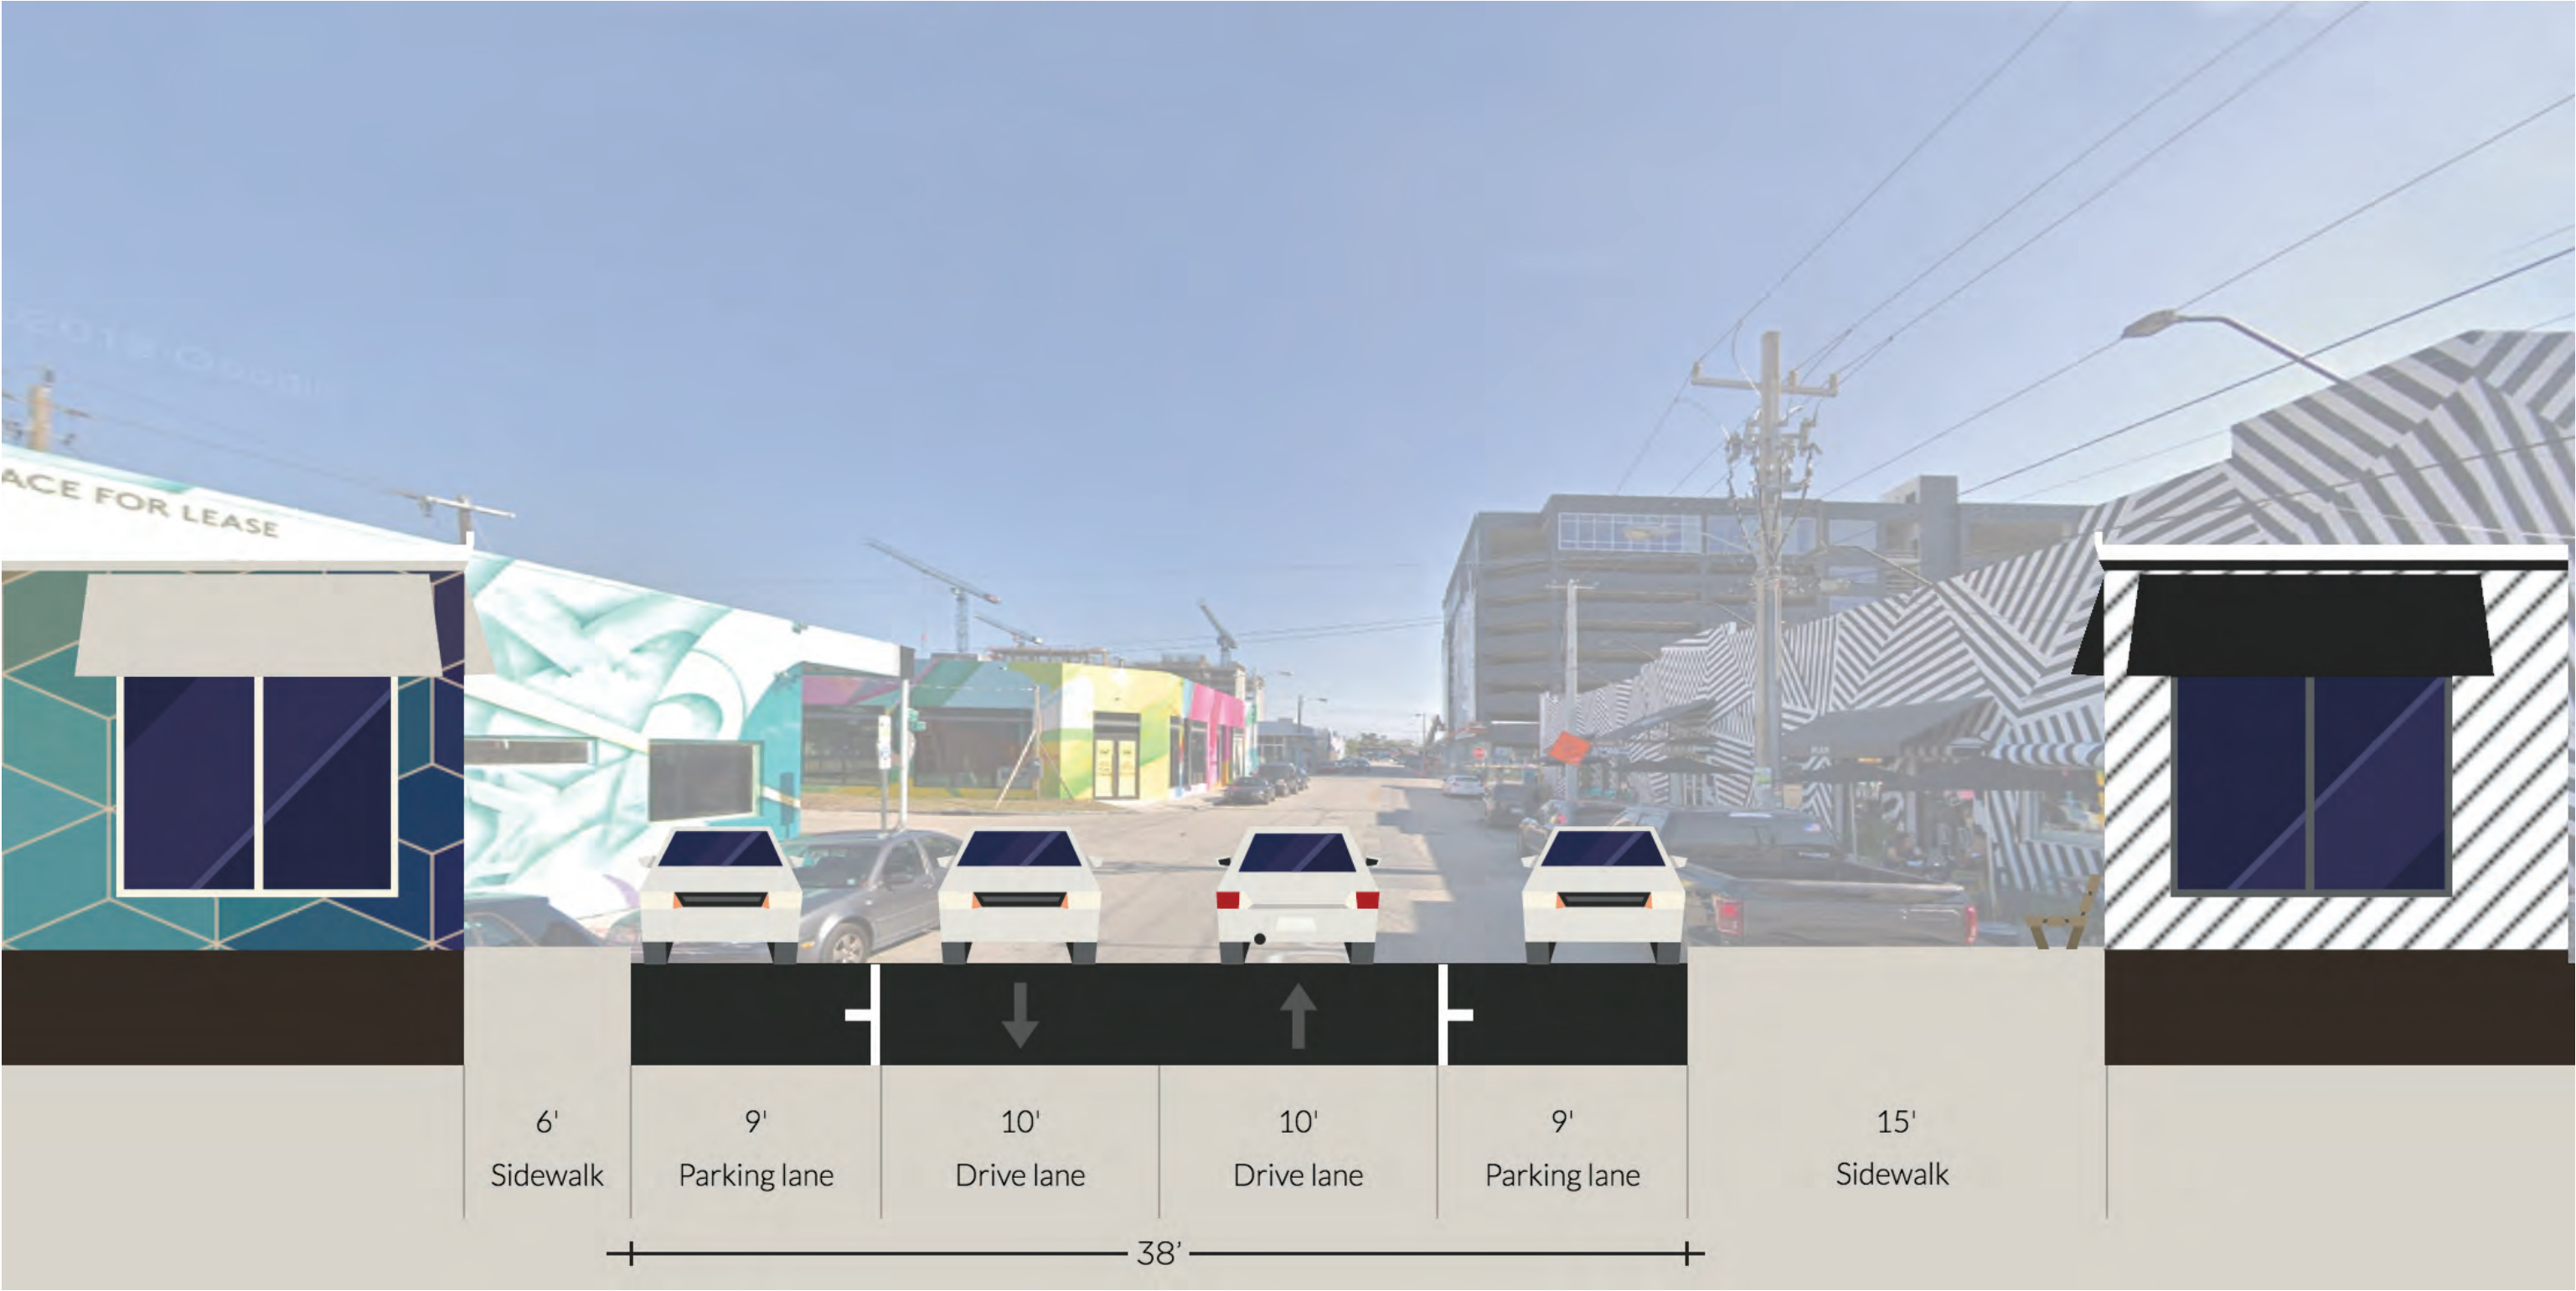 ACE FOR LEASE
6' 9' 10' 10' 9' 15'
Sidewalk Parking lane Drive lane Drive lane Parking lane Sidewalk
38’